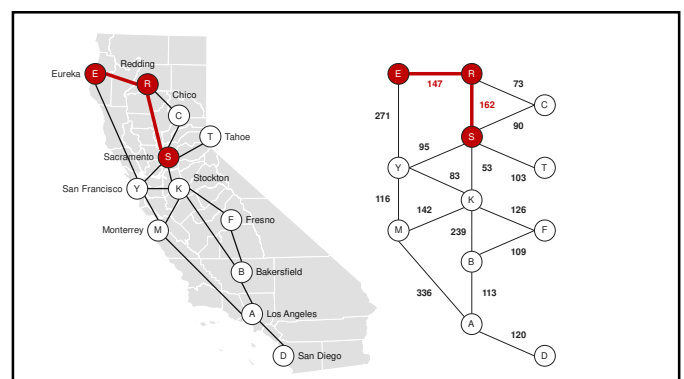 Redding
Eureka E R
Chico
C
T Tahoe
Sacramento S
Stockton
San Francisco Y K
F Fresno
Monterrey M
B Bakersfield
A Los Angeles
D San Diego
E R
147 73
C
271 162 90
S
95
Y 53 T
83 103
116 K
142 126
M 239 F
109
B
336 113
A
120
D